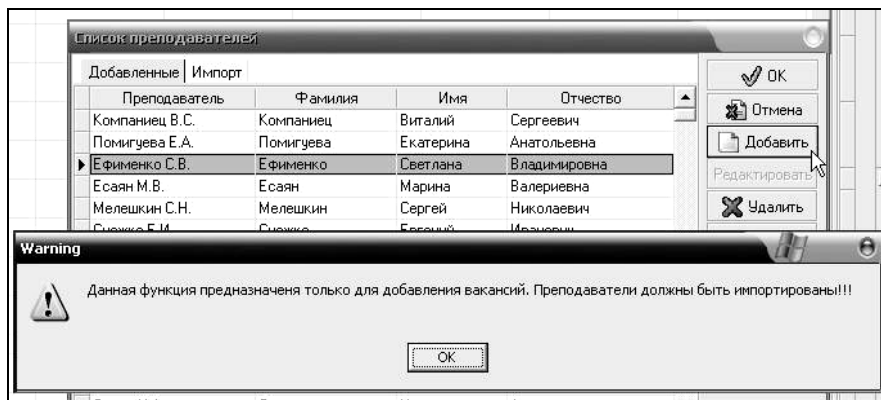 Список преподавателей
Добавленные Импорт
Преподаватель Фамилия Имя Отчество
Компаниец В.С. Компаниец Виталий Сергеевич
Помигуева Е.А. Помигуева Екатерина Анатольевна
Ефименко С.В. Ефименко Светлана Владимировна
Есаян М.В. Есаян Марина Валериевна
Мелешкин С.Н. Мелешкин Сергей Николаевич
OK
Отмена
Добавить
Редактировать
Удалить
Warning
Данная функция предназначеня только для добавления вакансий. Преподаватели должны быть импортированы!!!
OK